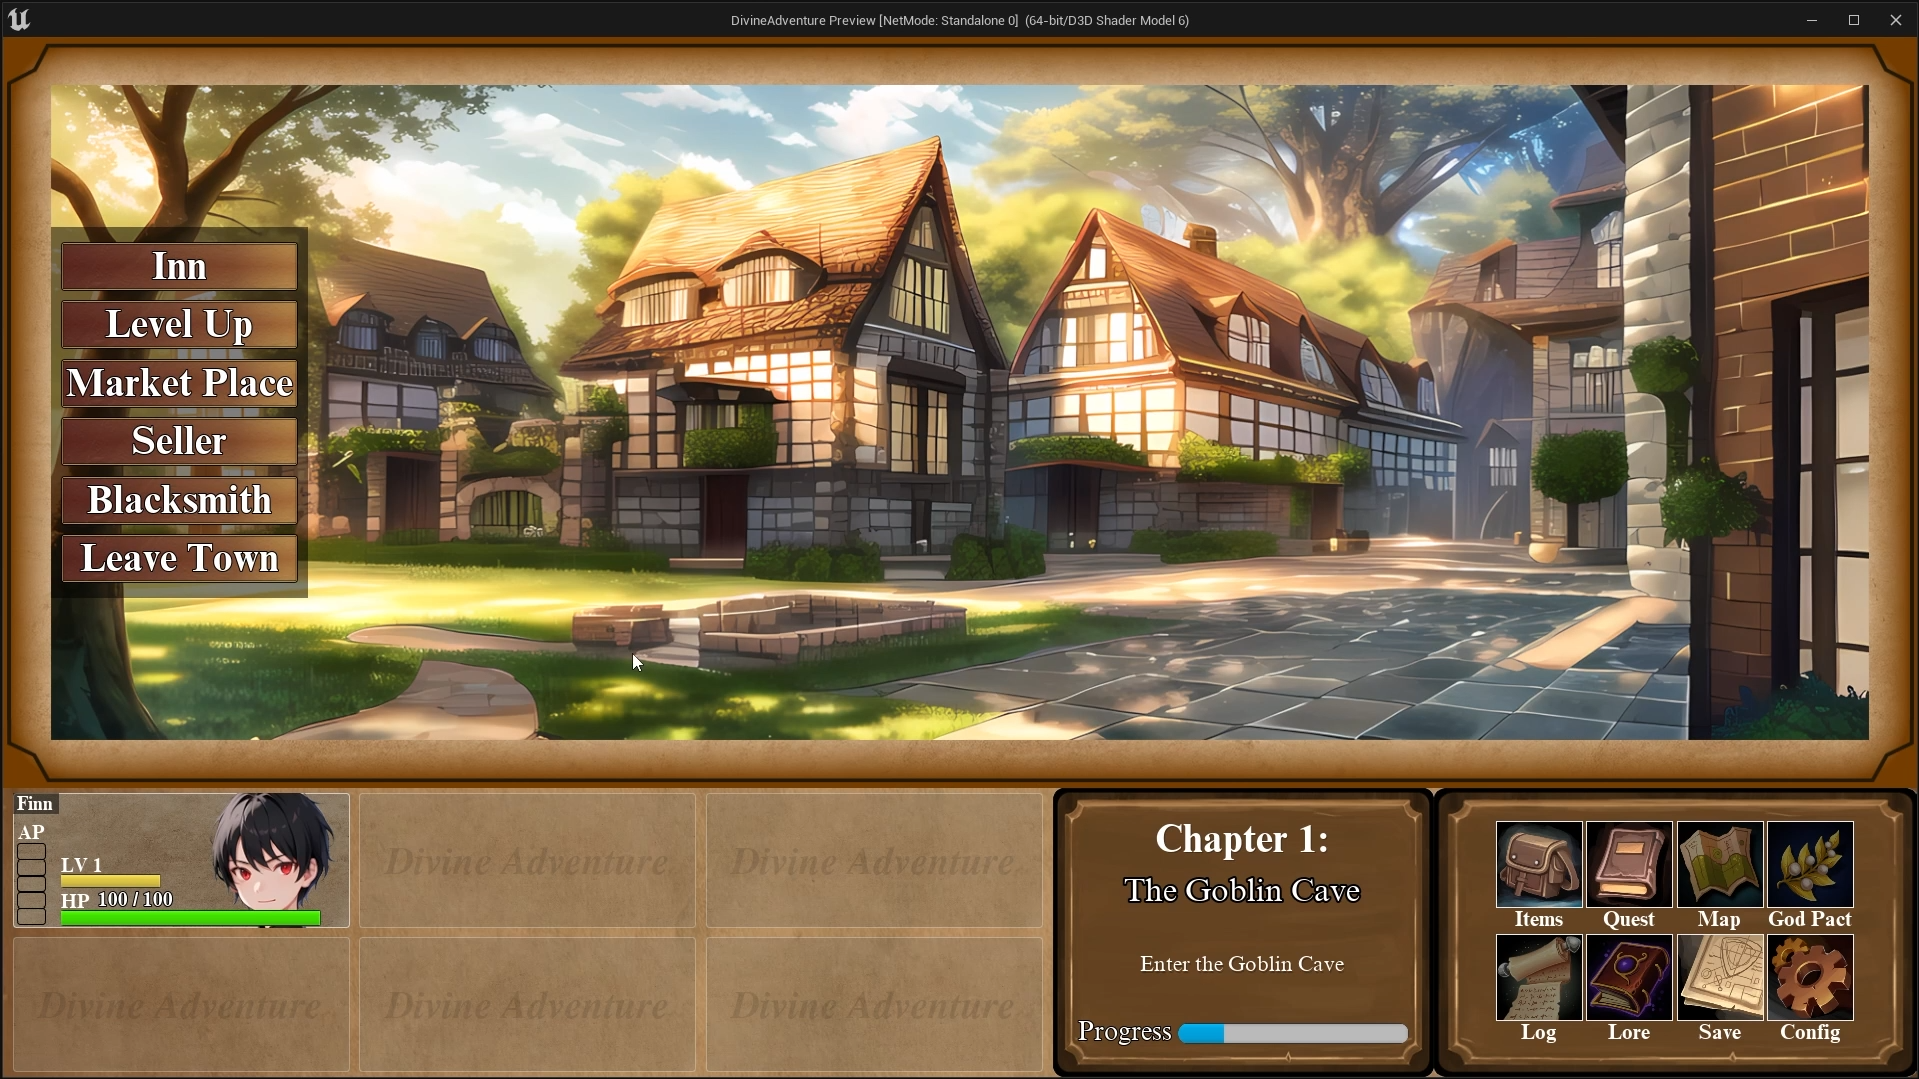 DivineAdventure Preview [NetMode: Standalone 0] (64-bit/D3D Shader Model 6)
Inn
Level Up
Market Place
Seller
Blacksmith
Leave Town
Finn
AP
LV 1
HP 100 / 100
Divine Adventure
Divine Adventure
Divine Adventure
Divine Adventure
Divine Adventure
Chapter 1:
The Goblin Cave
Enter the Goblin Cave
Progress
Items
Quest
Map
God Pact
Log
Lore
Save
Config